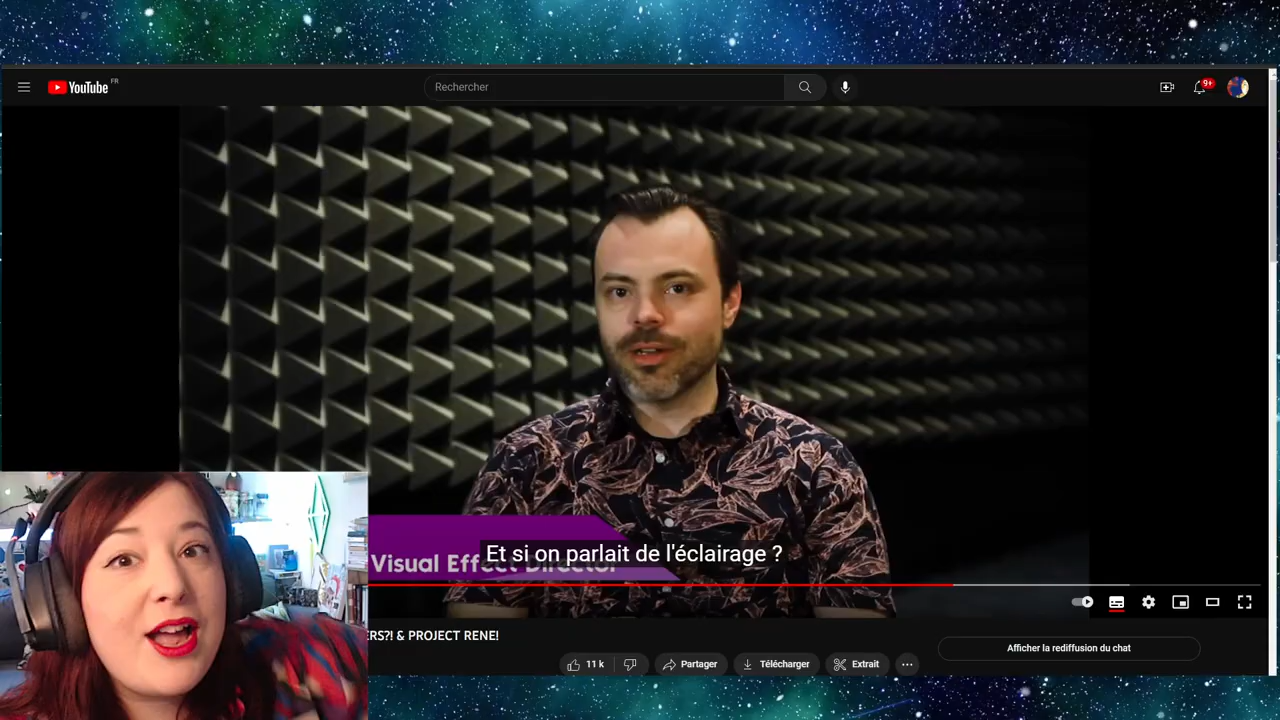 YouTube FR
Rechercher
9+
Visual Effect Director
Et si on parlait de l'éclairage ?
ERS?! & PROJECT RENE!
11 k
Partager
Télécharger
Extrait
Afficher la rediffusion du chat